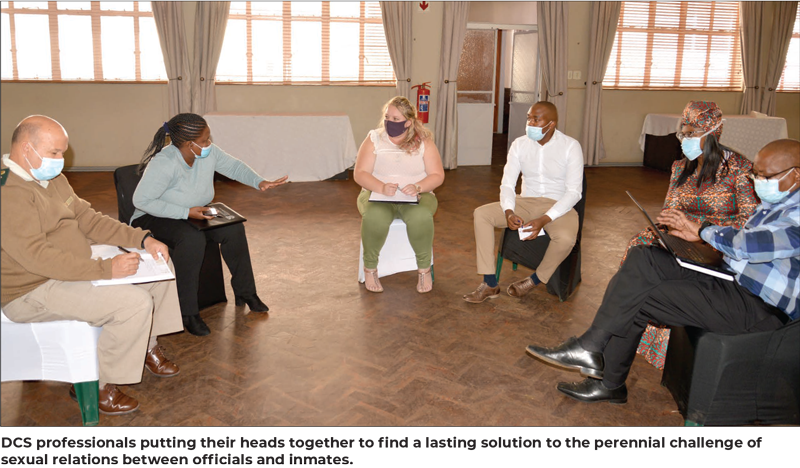 DCS professionals putting their heads together to find a lasting solution to the perennial challenge of
sexual relations between officials and inmates.